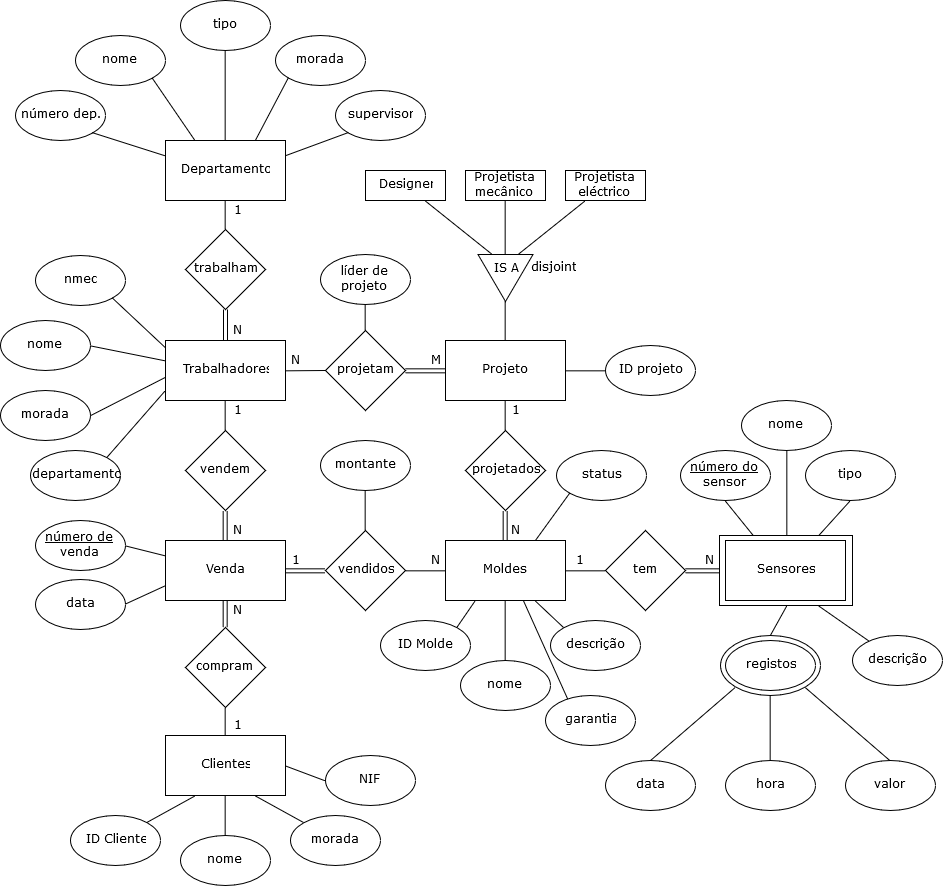 tipo
nome
morada
número dep.
supervisor
Departamento
1
Designer
Projetista
mecânico
Projetista
eléctrico
trabalham
IS A
disjoint
nmec
líder de
projeto
N
nome
Trabalhadores
N
projetam
M
Projeto
ID projeto
morada
1
1
departamento
vendem
montante
projetados
status
nome
número do
sensor
tipo
N
N
número de
venda
Venda
1
vendidos
N
Moldes
1
tem
N
Sensores
data
N
ID Molde
descrição
compram
nome
registos
descrição
garantia
1
Clientes
NIF
data
hora
valor
ID Cliente
nome
morada